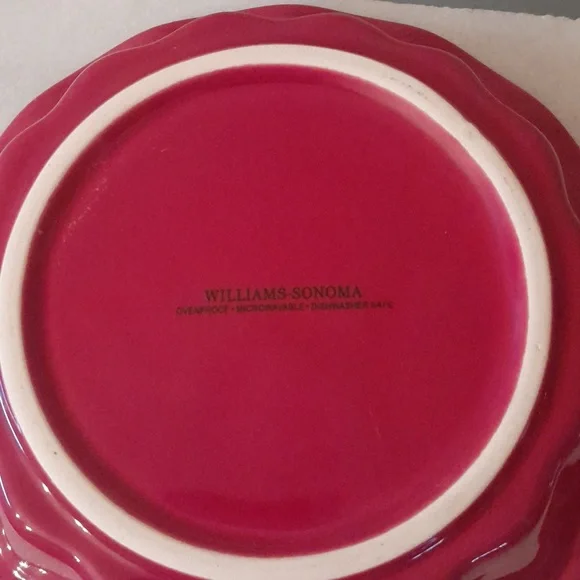 WILLIAMS-SONOMA
OVENPROOF • MICROWAVABLE • DISHWASHER SAFE